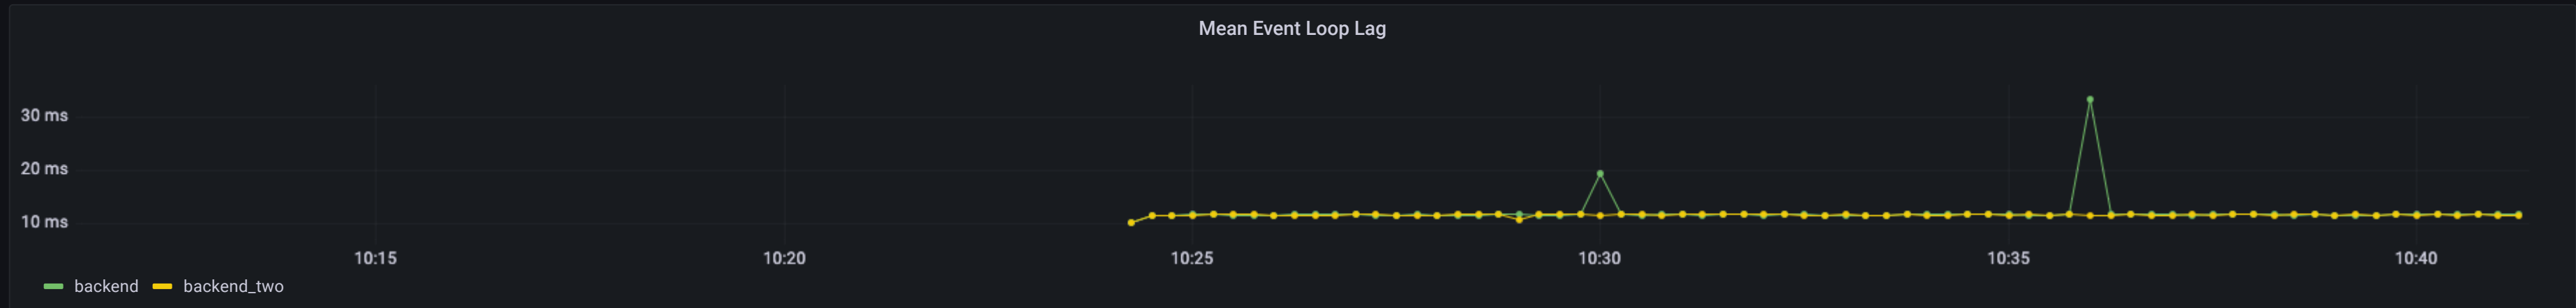 Mean Event Loop Lag
30 ms
20 ms
10 ms
10:15 10:20 10:25 10:30 10:35 10:40
backend backend_two